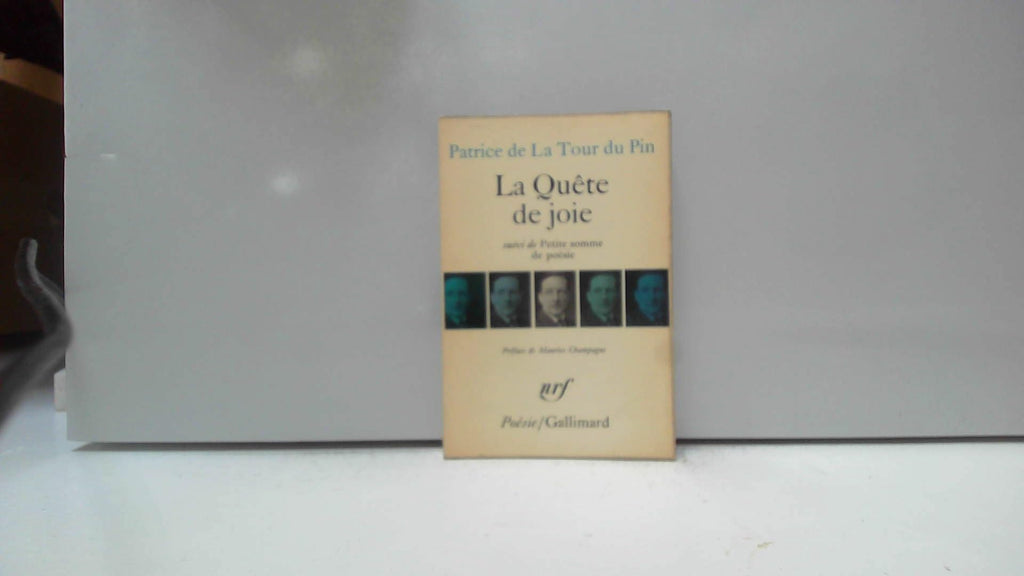 Patrice de La Tour du Pin
La Quête
de joie
suivi de Petite somme
de poésie
Préface de Maurice Champagne
nrf
Poésie/Gallimard